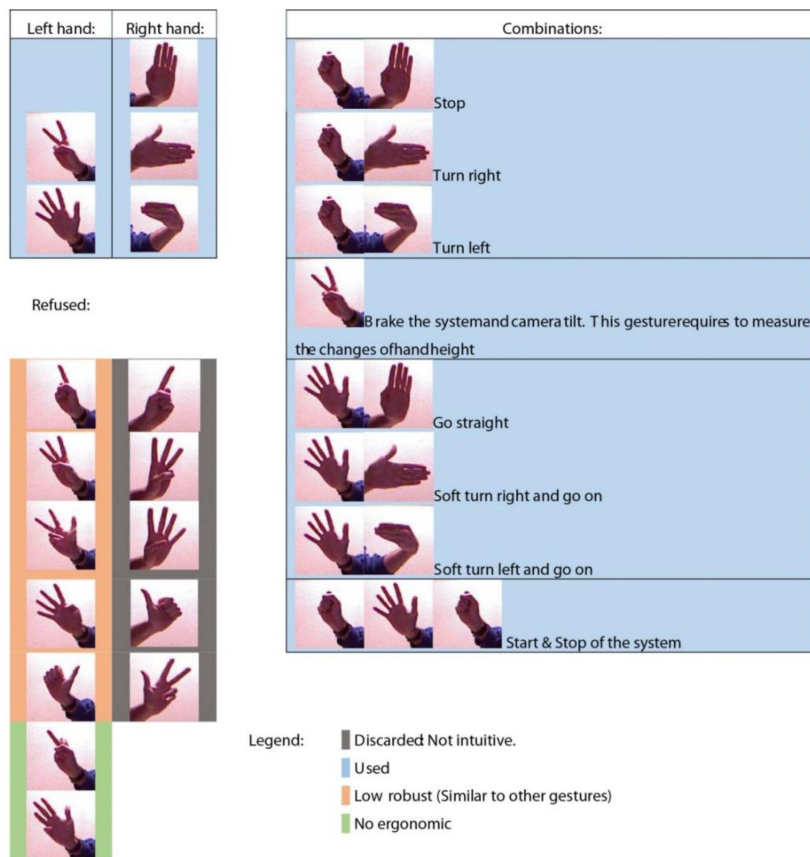 Left hand:
Right hand:
Combinations:
Stop
Turn right
Turn left
Brake the systemand camera tilt. This gesturerequires to measure
the changes ofhandheight
Refused:
Go straight
Soft turn right and go on
Soft turn left and go on
Start & Stop of the system
Legend:
Discarded: Not intuitive.
Used
Low robust (Similar to other gestures)
No ergonomic